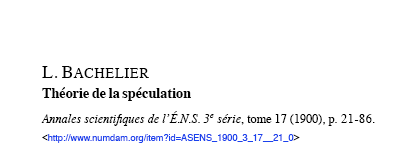 L. BACHELIER
Théorie de la spéculation
Annales scientifiques de l’É.N.S. 3e série, tome 17 (1900), p. 21-86.
<http://www.numdam.org/item?id=ASENS_1900_3_17__21_0>